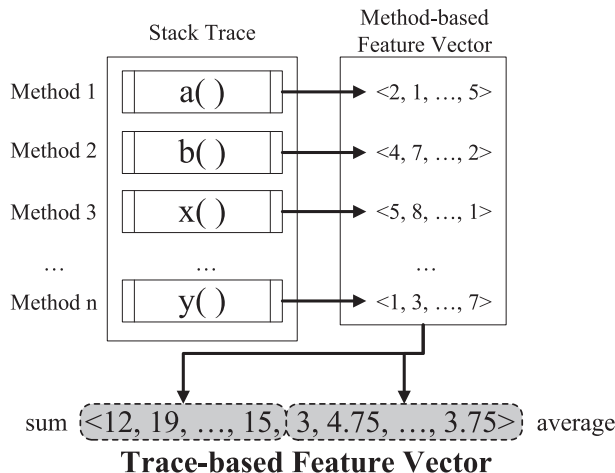 Stack Trace
Method-based
Feature Vector
Method 1 a( ) <2, 1, ..., 5>
Method 2 b( ) <4, 7, ..., 2>
Method 3 x( ) <5, 8, ..., 1>
... ... ...
Method n y( ) <1, 3, ..., 7>
sum <12, 19, ..., 15, 3, 4.75, ..., 3.75> average
Trace-based Feature Vector